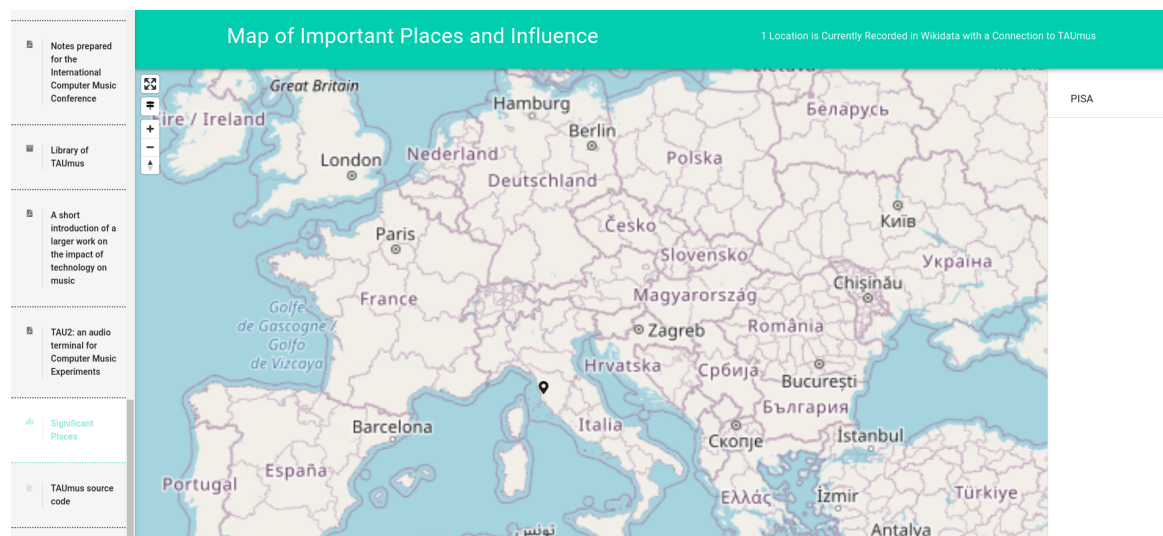 Map of Important Places and Influence
1 Location is Currently Recorded in Wikidata with a Connection to TAUmus
Notes prepared
for the
International
Computer Music
Conference
Library of
TAUmus
A short
introduction of a
larger work on
the impact of
technology on
music
TAU2: an audio
terminal for
Computer Music
Experiments
Significant
Places
TAUmus source
code
PISA
Great Britain
Hamburg
Беларусь
Éire / Ireland
Berlin
London
Nederland
Polska
Deutschland
Київ
Česko
Paris
Slovensko
Україна
Chișinău
France
Magyarország
Golfe
de Gascogne /
Golfo
de Vizcaya
Zagreb
România
Hrvatska
Србија
București
България
Barcelona
Italia
Скопје
İstanbul
España
Portugal
Ελλάς
İzmir
Türkiye
تونس
Antalya